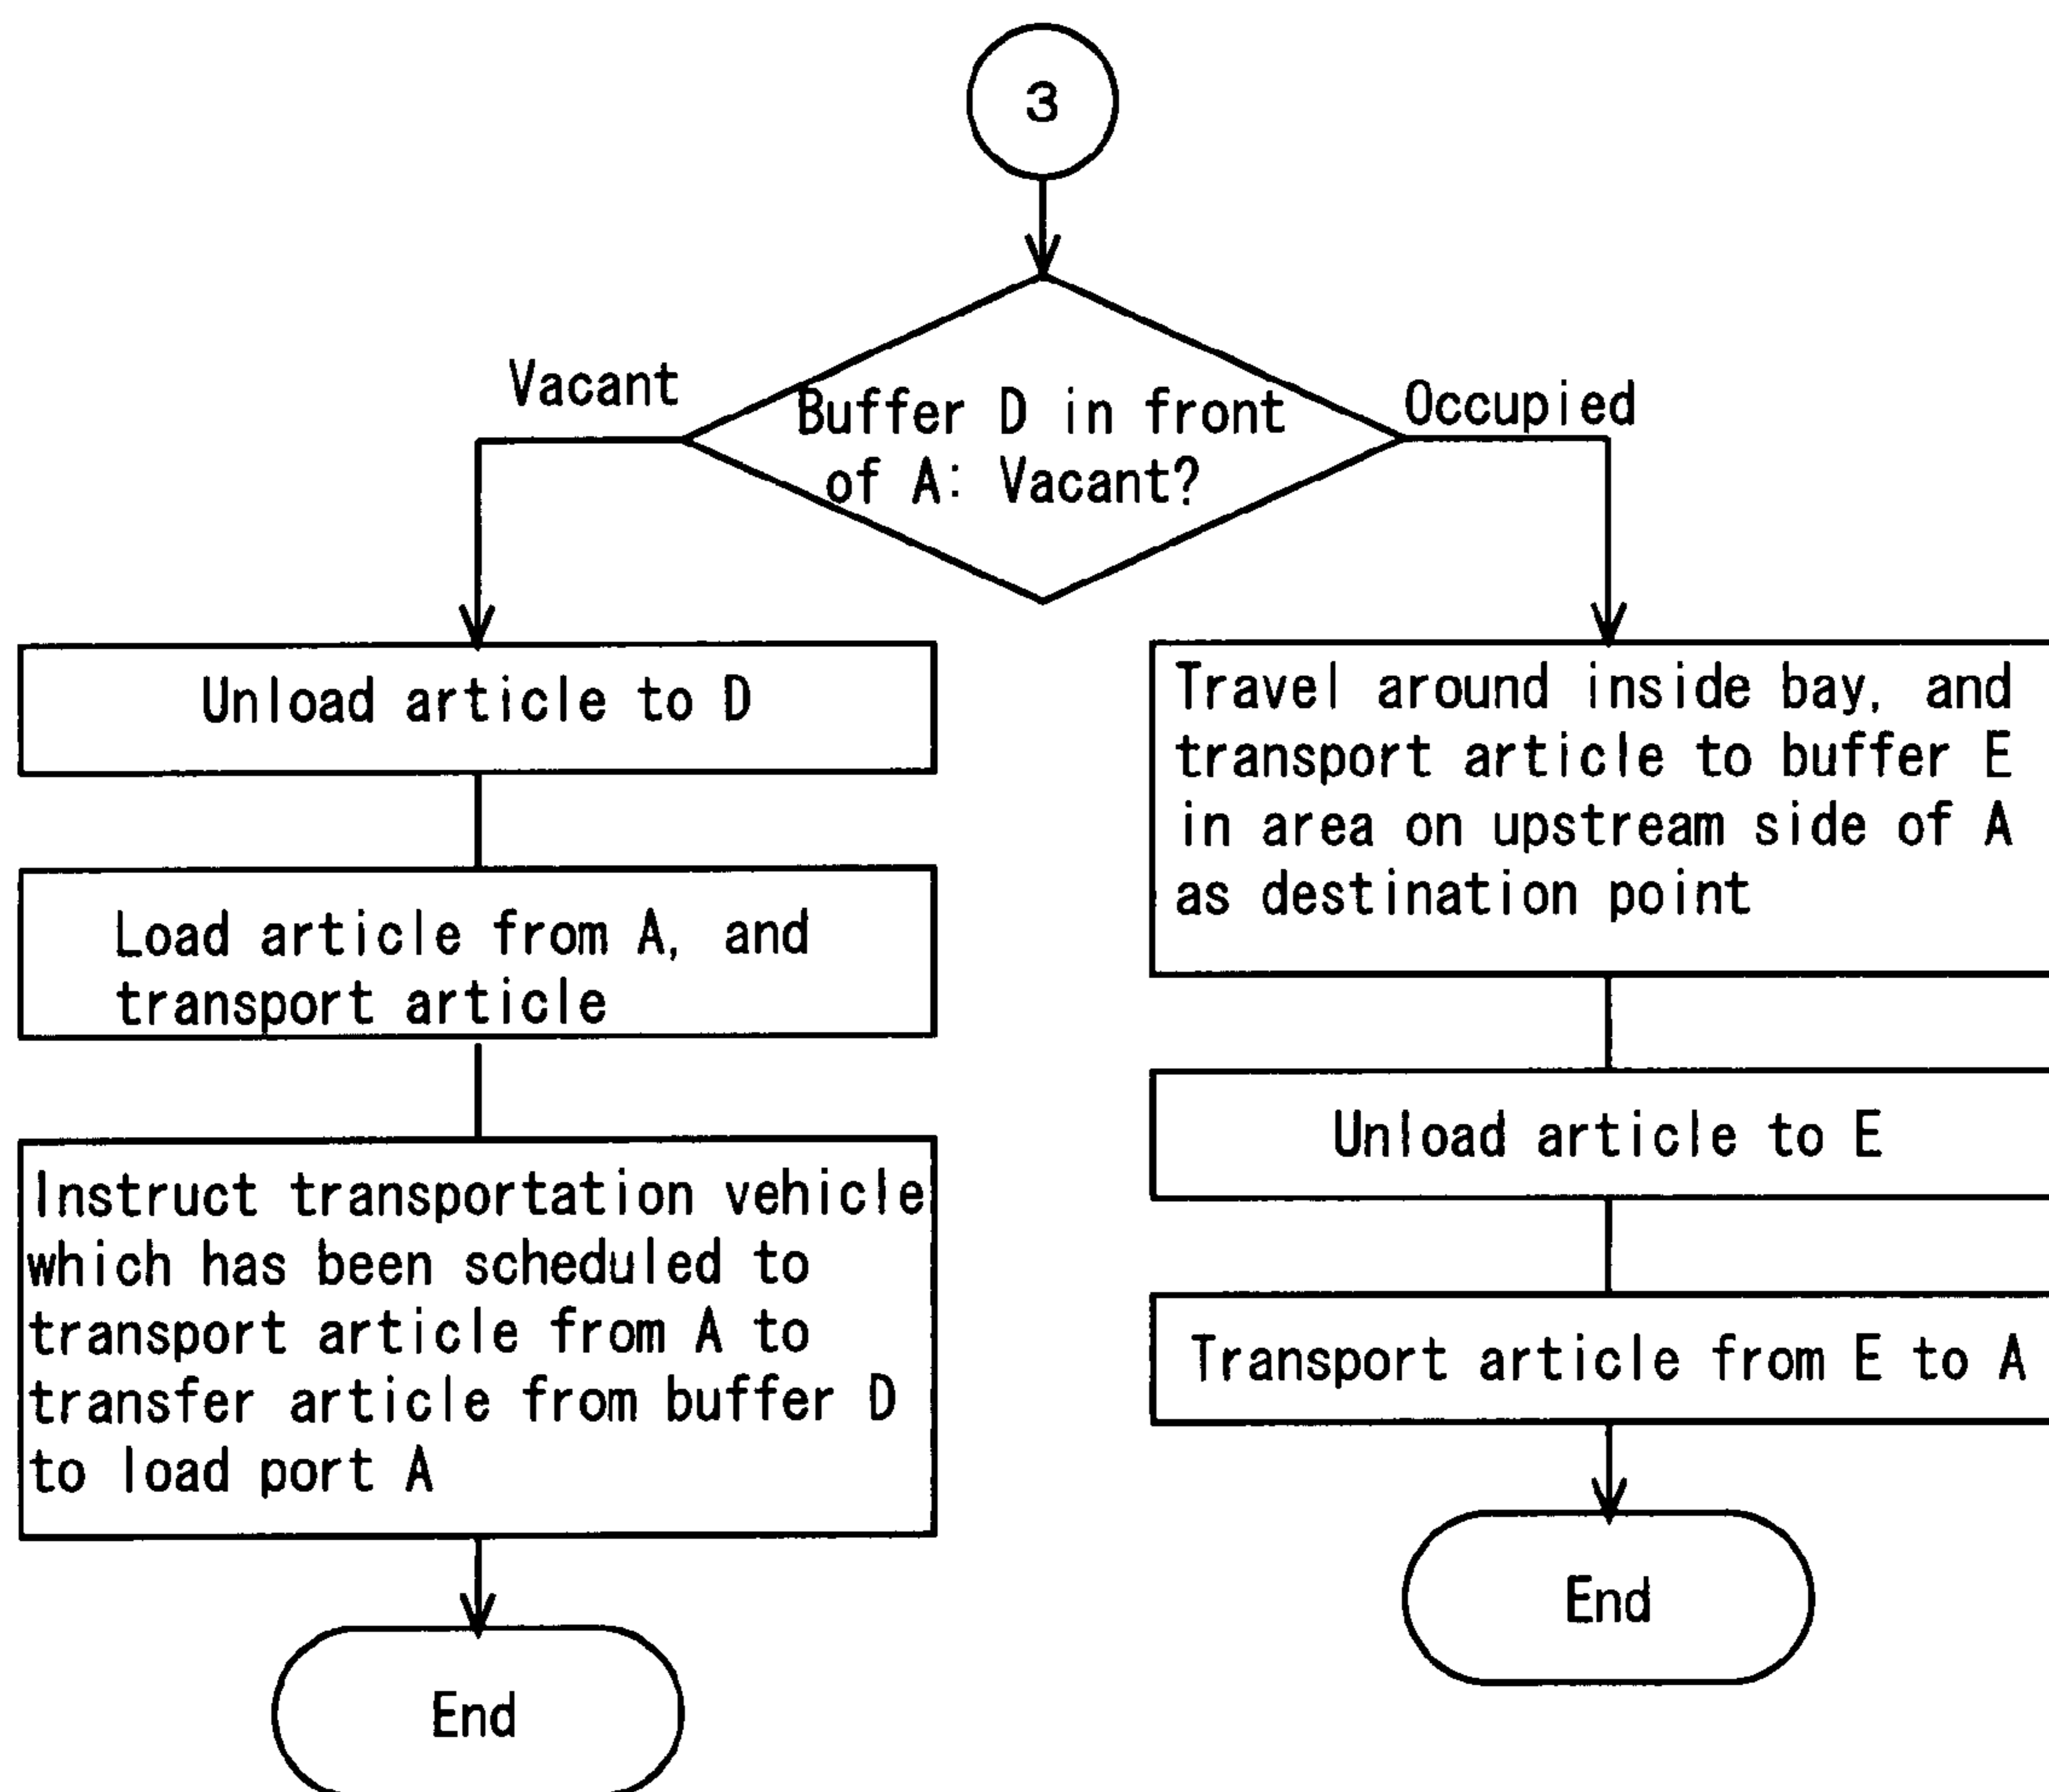 3
Vacant
Buffer D in front
of A: Vacant?
Occupied
Unload article to D
Load article from A, and
transport article
Instruct transportation vehicle
which has been scheduled to
transport article from A to
transfer article from buffer D
to load port A
End
Travel around inside bay, and
transport article to buffer E
in area on upstream side of A
as destination point
Unload article to E
Transport article from E to A
End